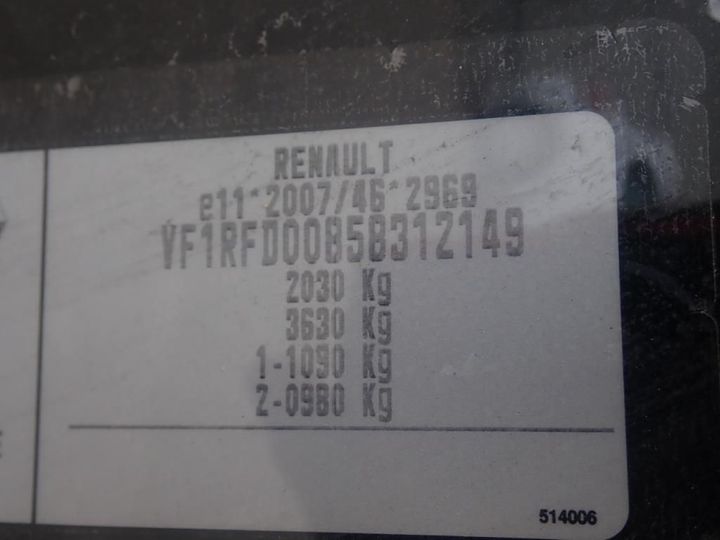 RENAULT
e11*2007/46*2969
VF1RFD00858312149
2030 Kg
3630 Kg
1-1090 Kg
2-0980 Kg
514006